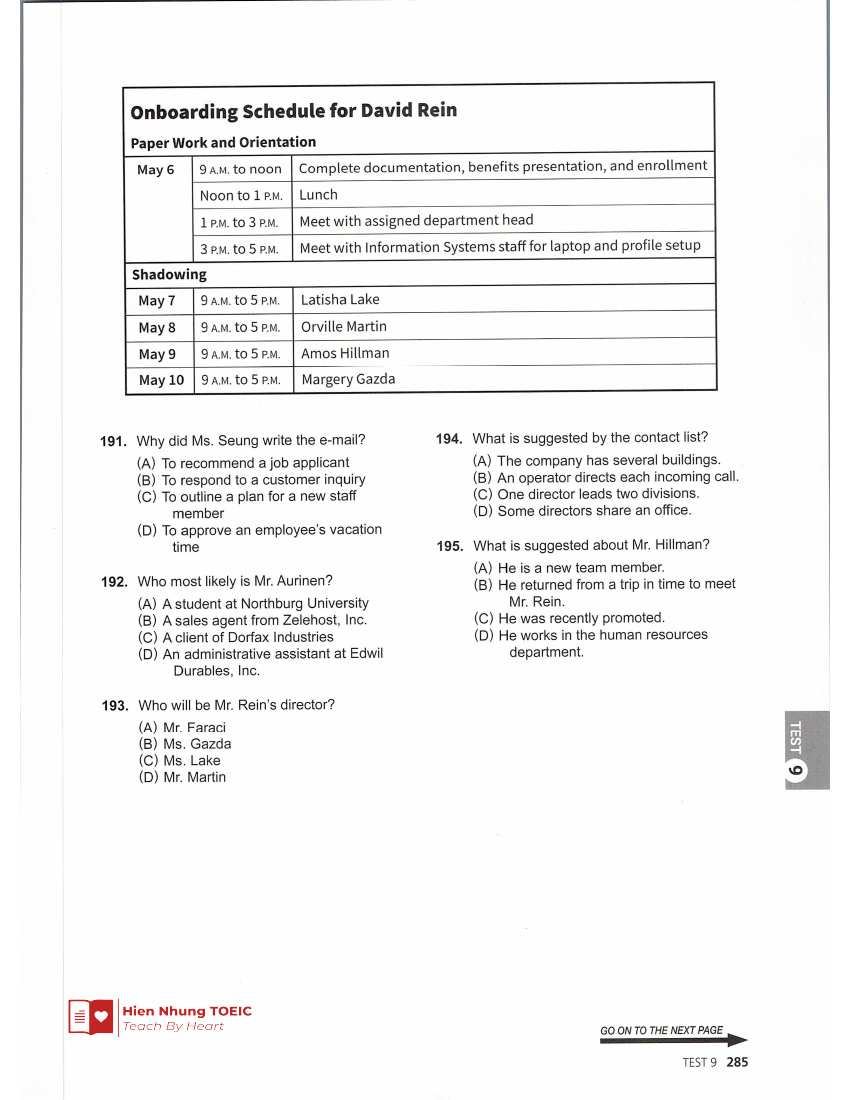 Onboarding Schedule for David Rein
Paper Work and Orientation
May 6 9 A.M. to noon Complete documentation, benefits presentation, and enrollment
Noon to 1 P.M. Lunch
1 P.M. to 3 P.M. Meet with assigned department head
3 P.M. to 5 P.M. Meet with Information Systems staff for laptop and profile setup
Shadowing
May 7 9 A.M. to 5 P.M. Latisha Lake
May 8 9 A.M. to 5 P.M. Orville Martin
May 9 9 A.M. to 5 P.M. Amos Hillman
May 10 9 A.M. to 5 P.M. Margery Gazda
191. Why did Ms. Seung write the e-mail?
(A) To recommend a job applicant
(B) To respond to a customer inquiry
(C) To outline a plan for a new staff
member
(D) To approve an employee's vacation
time
192. Who most likely is Mr. Aurinen?
(A) A student at Northburg University
(B) A sales agent from Zelehost, Inc.
(C) A client of Dorfax Industries
(D) An administrative assistant at Edwil
Durables, Inc.
193. Who will be Mr. Rein's director?
(A) Mr. Faraci
(B) Ms. Gazda
(C) Ms. Lake
(D) Mr. Martin
194. What is suggested by the contact list?
(A) The company has several buildings.
(B) An operator directs each incoming call.
(C) One director leads two divisions.
(D) Some directors share an office.
195. What is suggested about Mr. Hillman?
(A) He is a new team member.
(B) He returned from a trip in time to meet
Mr. Rein.
(C) He was recently promoted.
(D) He works in the human resources
department.
TEST 9
Hien Nhung TOEIC
Teach By Heart
GO ON TO THE NEXT PAGE
TEST 9 285